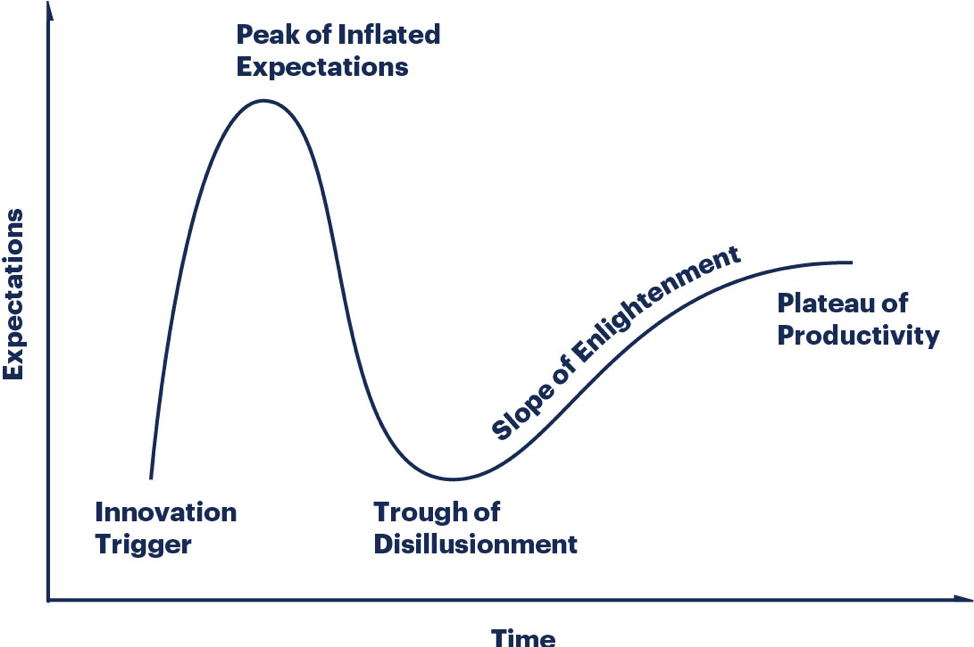 Peak of Inflated
Expectations
Expectations
Slope of Enlightenment
Plateau of
Productivity
Innovation
Trigger
Trough of
Disillusionment
Time